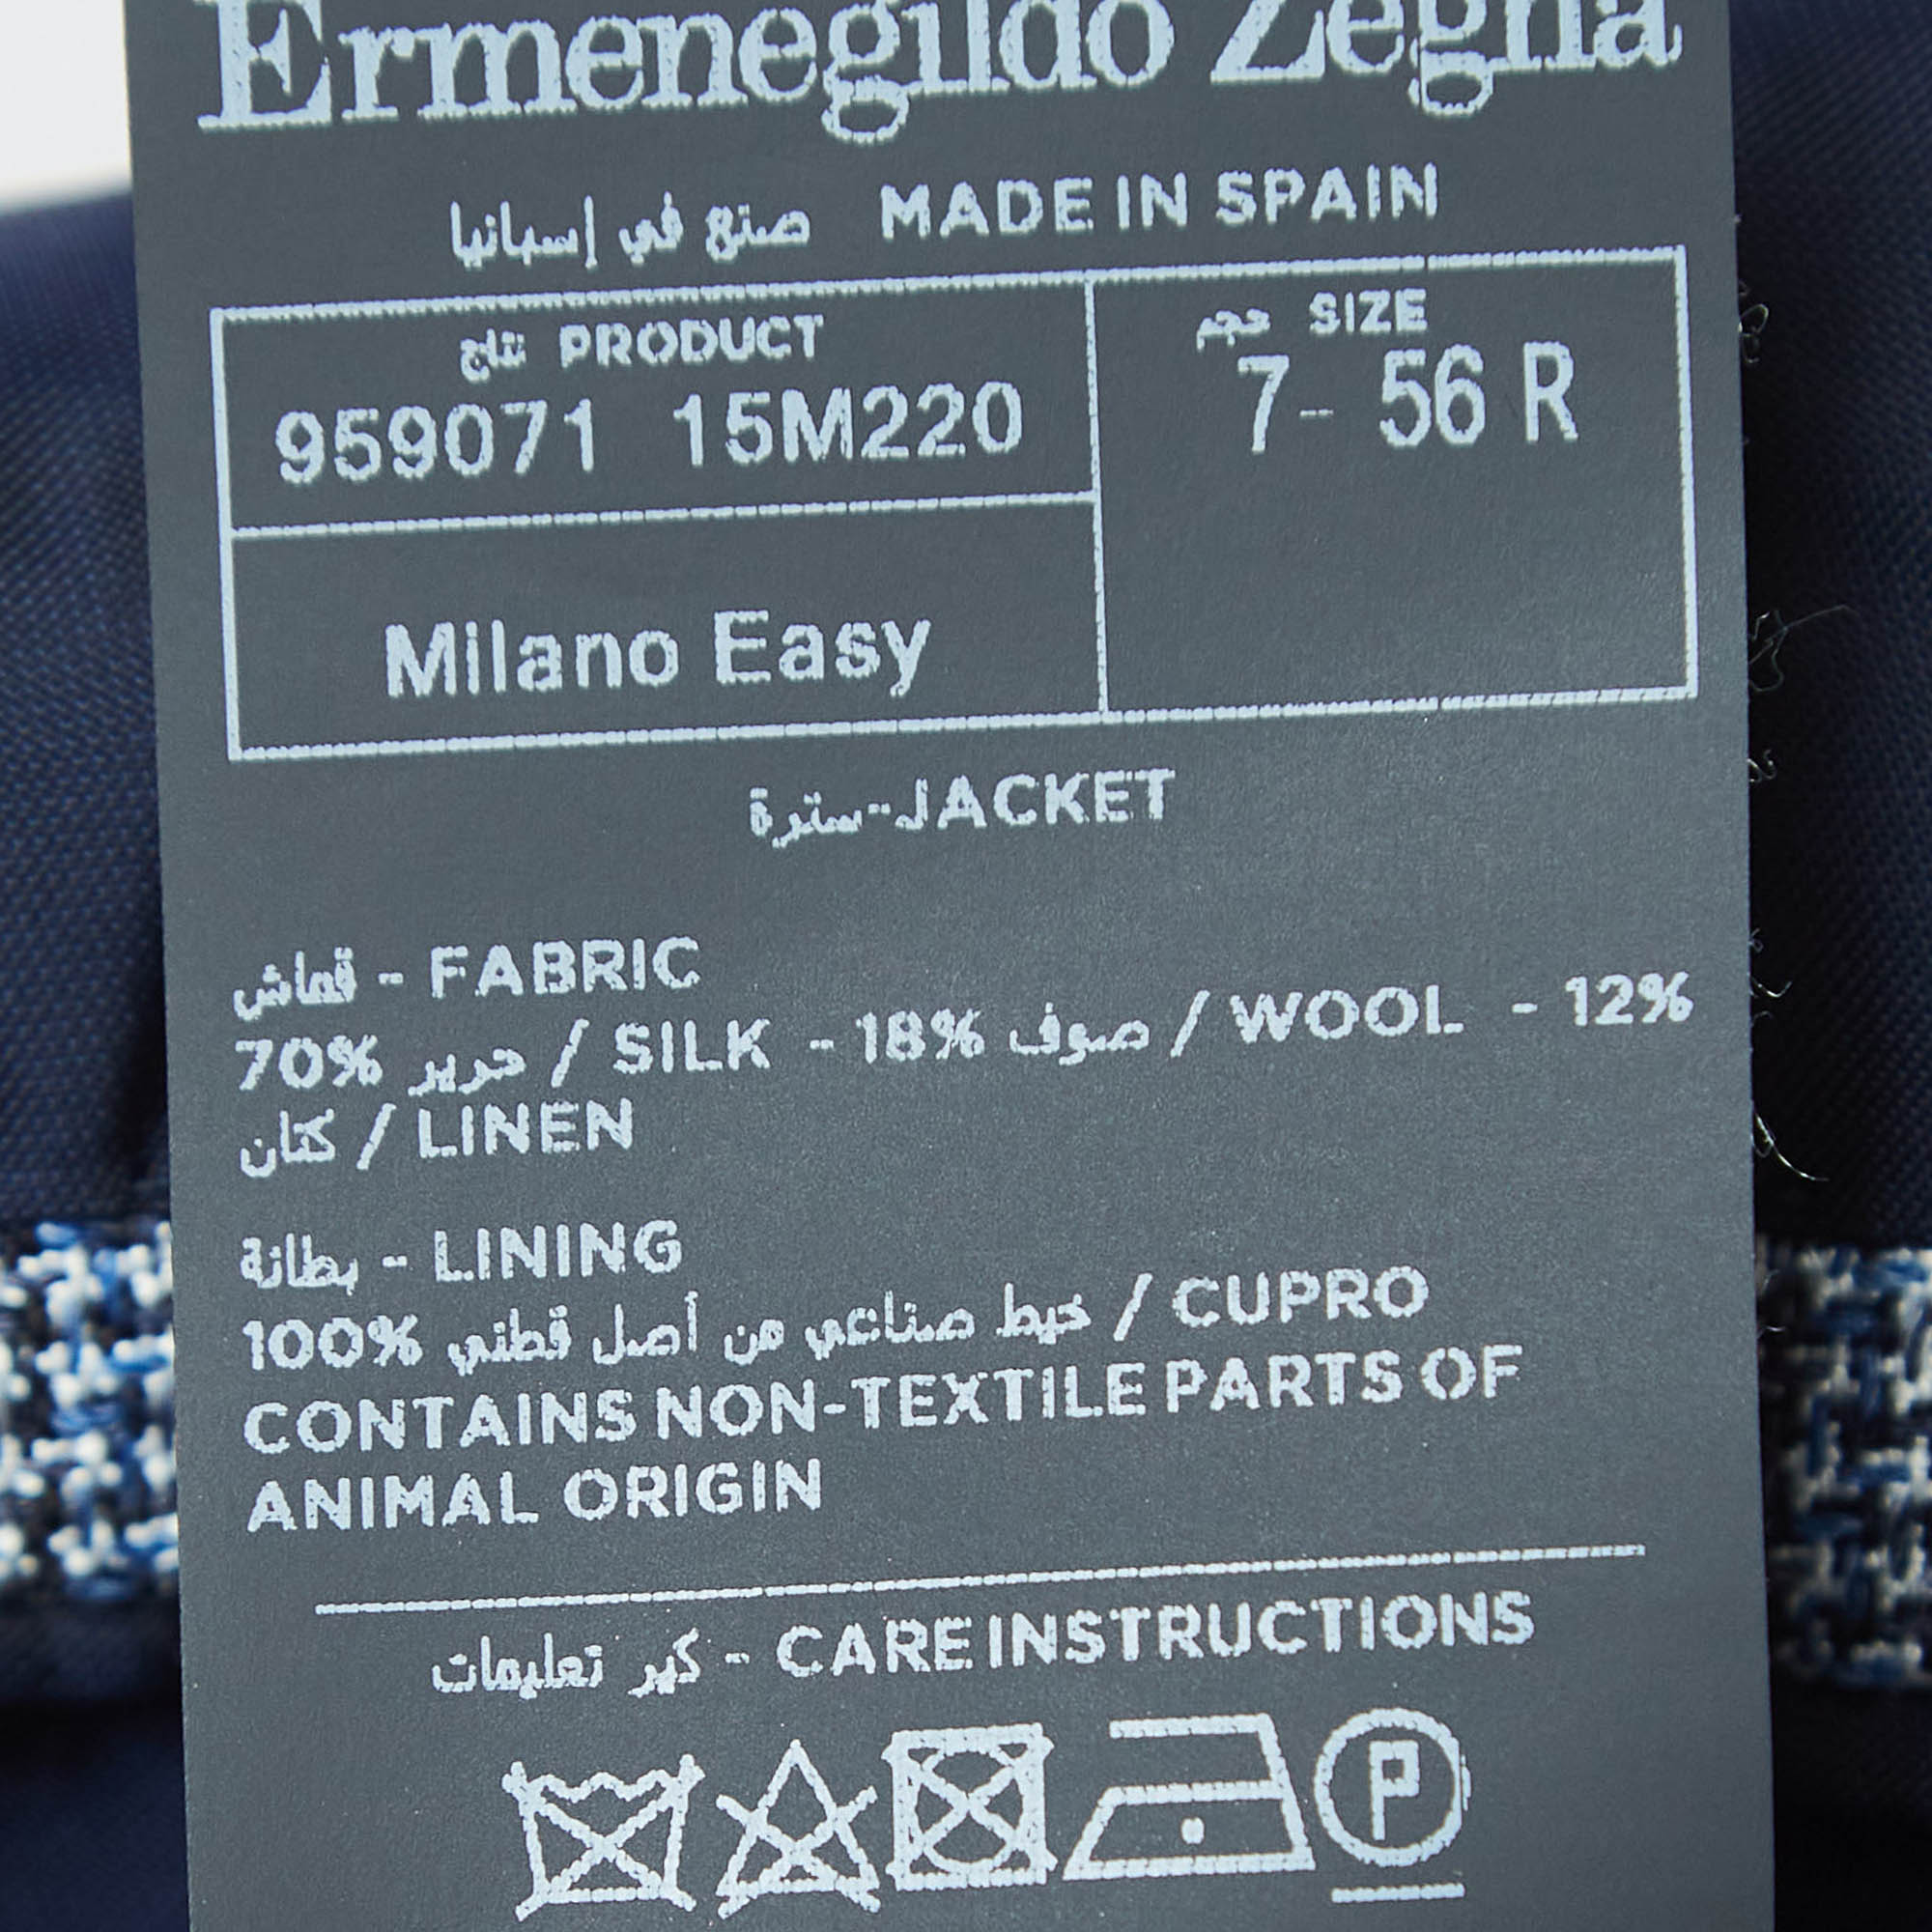 Ermenegildo Zegna
صنع في إسبانيا MADE IN SPAIN
نتاج PRODUCT
959071 15M220
حجم SIZE
7- 56 R
Milano Easy
سترة-JACKET
قماش - FABRIC
70% حرير / SILK - 18% صوف / WOOL - 12%
كتان / LINEN
بطانة - LINING
100% خيط صناعي من أصل قطني / CUPRO
CONTAINS NON-TEXTILE PARTS OF
ANIMAL ORIGIN
كير تعليمات - CARE INSTRUCTIONS
P